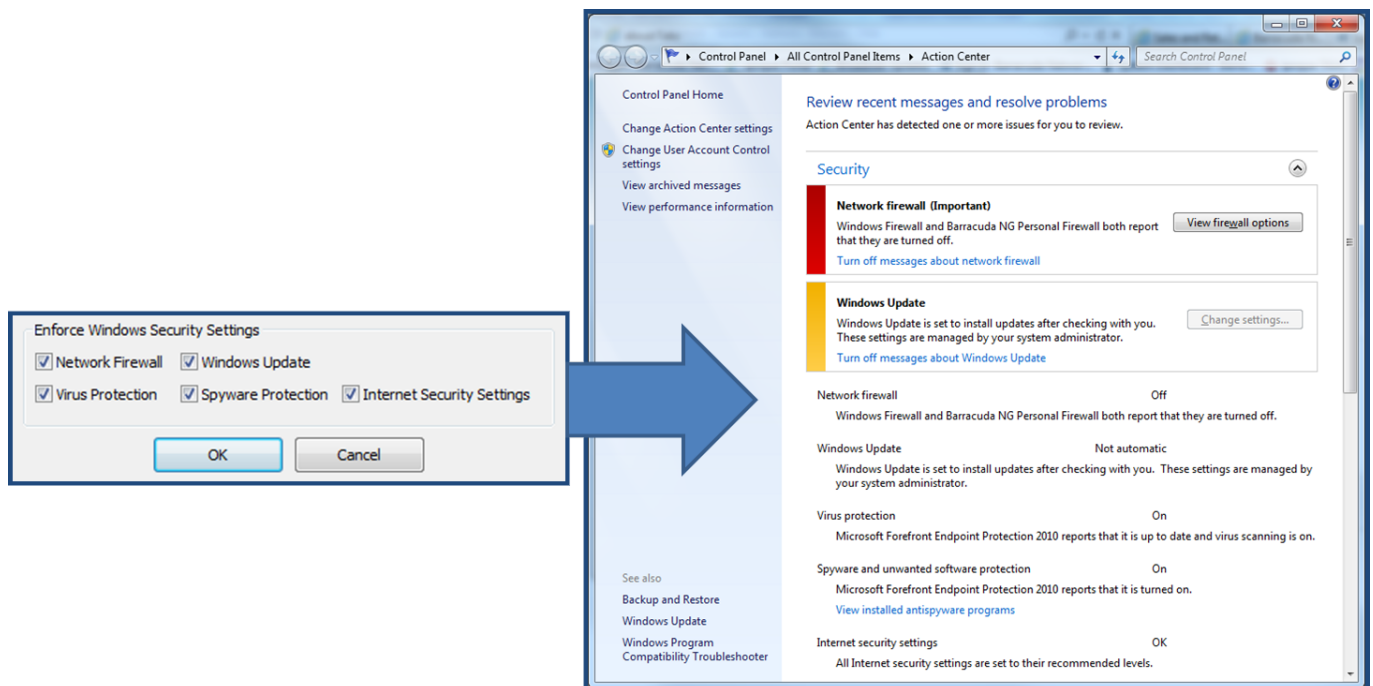 Enforce Windows Security Settings
Network Firewall Windows Update
Virus Protection Spyware Protection Internet Security Settings
OK Cancel
Control Panel All Control Panel Items Action Center Search Control Panel
Control Panel Home
Change Action Center settings
Change User Account Control
settings
View archived messages
View performance information
See also
Backup and Restore
Windows Update
Windows Program
Compatibility Troubleshooter
Review recent messages and resolve problems
Action Center has detected one or more issues for you to review.
Security
Network firewall (Important)
Windows Firewall and Barracuda NG Personal Firewall both report
that they are turned off.
View firewall options
Turn off messages about network firewall
Windows Update
Windows Update is set to install updates after checking with you.
These settings are managed by your system administrator.
Change settings...
Turn off messages about Windows Update
Network firewall Off
Windows Firewall and Barracuda NG Personal Firewall both report that they are turned off.
Windows Update Not automatic
Windows Update is set to install updates after checking with you. These settings are managed by
your system administrator.
Virus protection On
Microsoft Forefront Endpoint Protection 2010 reports that it is up to date and virus scanning is on.
Spyware and unwanted software protection On
Microsoft Forefront Endpoint Protection 2010 reports that it is turned on.
View installed antispyware programs
Internet security settings OK
All Internet security settings are set to their recommended levels.